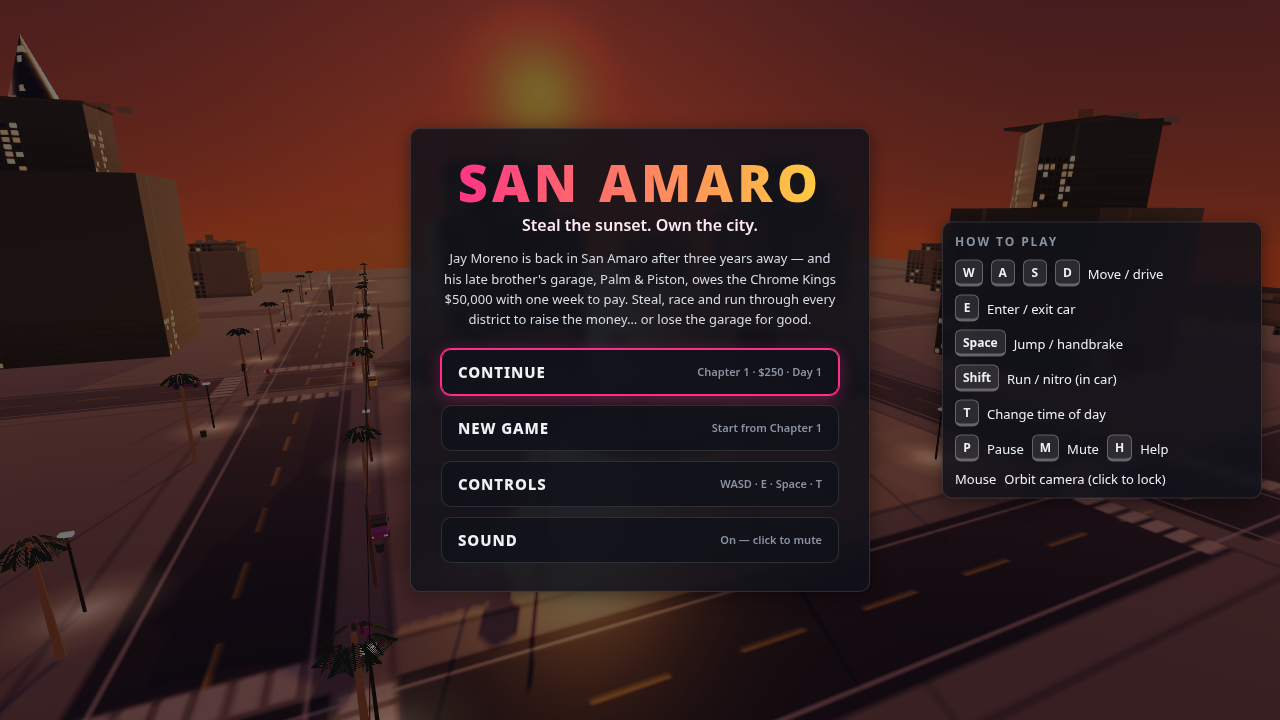 SAN AMARO
Steal the sunset. Own the city.
Jay Moreno is back in San Amaro after three years away — and
his late brother's garage, Palm & Piston, owes the Chrome Kings
$50,000 with one week to pay. Steal, race and run through every
district to raise the money... or lose the garage for good.
CONTINUE Chapter 1 · $250 · Day 1
NEW GAME Start from Chapter 1
CONTROLS WASD · E · Space · T
SOUND On — click to mute
HOW TO PLAY
W A S D Move / drive
E Enter / exit car
Space Jump / handbrake
Shift Run / nitro (in car)
T Change time of day
P Pause M Mute H Help
Mouse Orbit camera (click to lock)